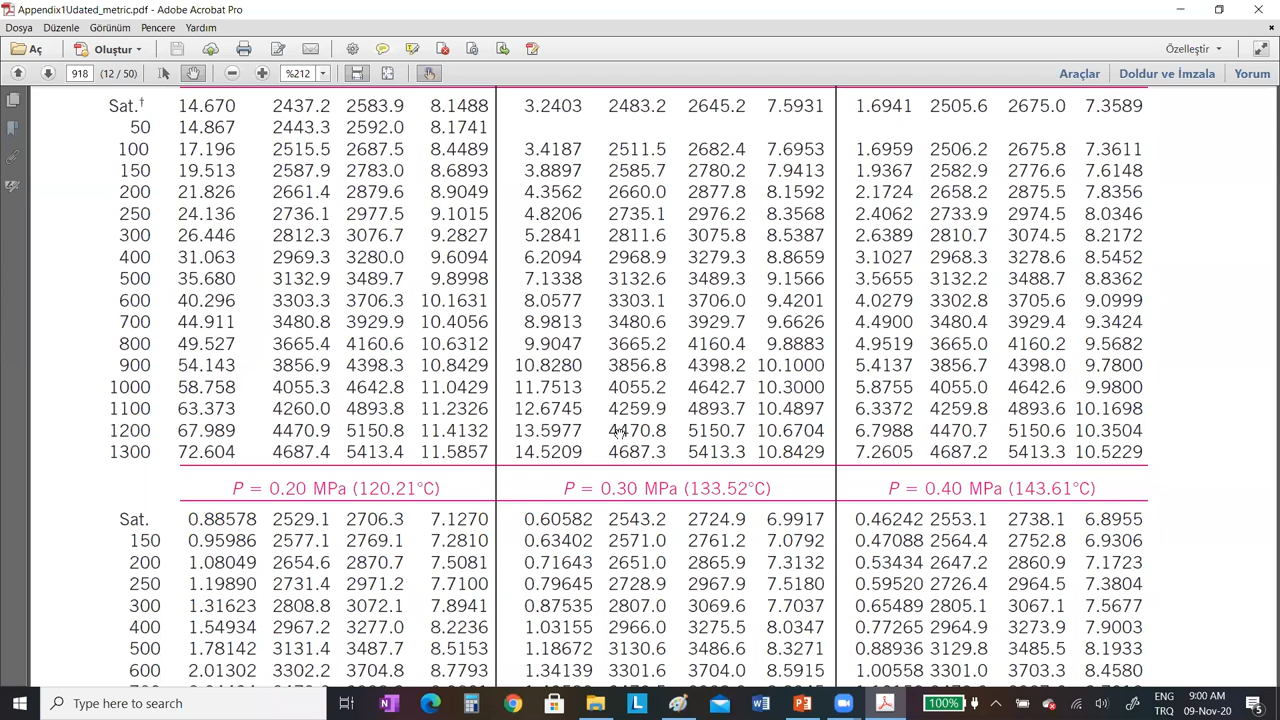 Appendix1Udated_metric.pdf - Adobe Acrobat Pro
Dosya Düzenle Görünüm Pencere Yardım
Aç Oluştur Özelleştir
918 (12 / 50) %212 Araçlar Doldur ve İmzala Yorum
Sat.† 14.670 2437.2 2583.9 8.1488 3.2403 2483.2 2645.2 7.5931 1.6941 2505.6 2675.0 7.3589
50 14.867 2443.3 2592.0 8.1741
100 17.196 2515.5 2687.5 8.4489 3.4187 2511.5 2682.4 7.6953 1.6959 2506.2 2675.8 7.3611
150 19.513 2587.9 2783.0 8.6893 3.8897 2585.7 2780.2 7.9413 1.9367 2582.9 2776.6 7.6148
200 21.826 2661.4 2879.6 8.9049 4.3562 2660.0 2877.8 8.1592 2.1724 2658.2 2875.5 7.8356
250 24.136 2736.1 2977.5 9.1015 4.8206 2735.1 2976.2 8.3568 2.4062 2733.9 2974.5 8.0346
300 26.446 2812.3 3076.7 9.2827 5.2841 2811.6 3075.8 8.5387 2.6389 2810.7 3074.5 8.2172
400 31.063 2969.3 3280.0 9.6094 6.2094 2968.9 3279.3 8.8659 3.1027 2968.3 3278.6 8.5452
500 35.680 3132.9 3489.7 9.8998 7.1338 3132.6 3489.3 9.1566 3.5655 3132.2 3488.7 8.8362
600 40.296 3303.3 3706.3 10.1631 8.0577 3303.1 3706.0 9.4201 4.0279 3302.8 3705.6 9.0999
700 44.911 3480.8 3929.9 10.4056 8.9813 3480.6 3929.7 9.6626 4.4900 3480.4 3929.4 9.3424
800 49.527 3665.4 4160.6 10.6312 9.9047 3665.2 4160.4 9.8883 4.9519 3665.0 4160.2 9.5682
900 54.143 3856.9 4398.3 10.8429 10.8280 3856.8 4398.2 10.1000 5.4137 3856.7 4398.0 9.7800
1000 58.758 4055.3 4642.8 11.0429 11.7513 4055.2 4642.7 10.3000 5.8755 4055.0 4642.6 9.9800
1100 63.373 4260.0 4893.8 11.2326 12.6745 4259.9 4893.7 10.4897 6.3372 4259.8 4893.6 10.1698
1200 67.989 4470.9 5150.8 11.4132 13.5977 4470.8 5150.7 10.6704 6.7988 4470.7 5150.6 10.3504
1300 72.604 4687.4 5413.4 11.5857 14.5209 4687.3 5413.3 10.8429 7.2605 4687.2 5413.3 10.5229
P = 0.20 MPa (120.21°C) P = 0.30 MPa (133.52°C) P = 0.40 MPa (143.61°C)
Sat. 0.88578 2529.1 2706.3 7.1270 0.60582 2543.2 2724.9 6.9917 0.46242 2553.1 2738.1 6.8955
150 0.95986 2577.1 2769.1 7.2810 0.63402 2571.0 2761.2 7.0792 0.47088 2564.4 2752.8 6.9306
200 1.08049 2654.6 2870.7 7.5081 0.71643 2651.0 2865.9 7.3132 0.53434 2647.2 2860.9 7.1723
250 1.19890 2731.4 2971.2 7.7100 0.79645 2728.9 2967.9 7.5180 0.59520 2726.4 2964.5 7.3804
300 1.31623 2808.8 3072.1 7.8941 0.87535 2807.0 3069.6 7.7037 0.65489 2805.1 3067.1 7.5677
400 1.54934 2967.2 3277.0 8.2236 1.03155 2966.0 3275.5 8.0347 0.77265 2964.9 3273.9 7.9003
500 1.78142 3131.4 3487.7 8.5153 1.18672 3130.6 3486.6 8.3271 0.88936 3129.8 3485.5 8.1933
600 2.01302 3302.2 3704.8 8.7793 1.34139 3301.6 3704.0 8.5915 1.00558 3301.0 3703.3 8.4580
Type here to search 100% ENG 9:00 AM
TRQ 09-Nov-20 5